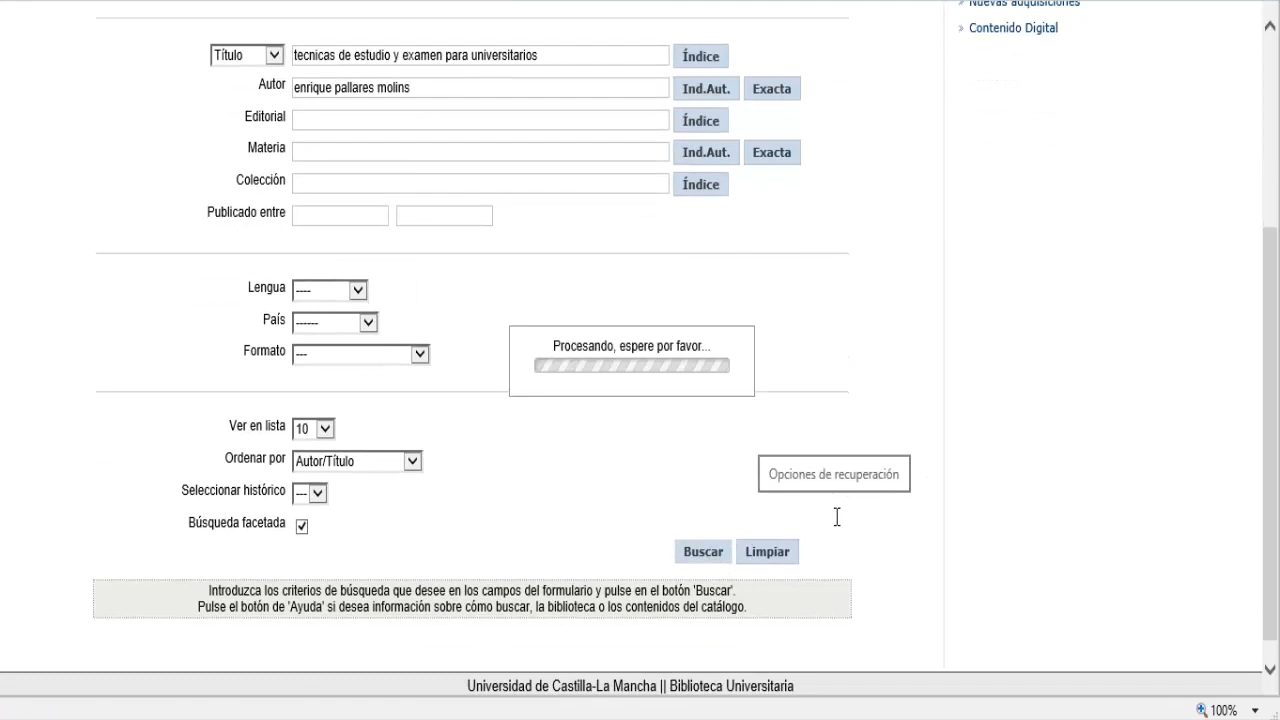 Nuevas adquisiciones
» Contenido Digital
Título tecnicas de estudio y examen para universitarios Índice
Autor enrique pallares molins Ind.Aut. Exacta
Editorial Índice
Materia Ind.Aut. Exacta
Colección Índice
Publicado entre
Lengua ----
País ------
Formato ---
Procesando, espere por favor...
Ver en lista 10
Ordenar por Autor/Título
Opciones de recuperación
Seleccionar histórico ---
Búsqueda facetada
Buscar Limpiar
Introduzca los criterios de búsqueda que desee en los campos del formulario y pulse en el botón 'Buscar'.
Pulse el botón de 'Ayuda' si desea información sobre cómo buscar, la biblioteca o los contenidos del catálogo.
Universidad de Castilla-La Mancha || Biblioteca Universitaria
100%